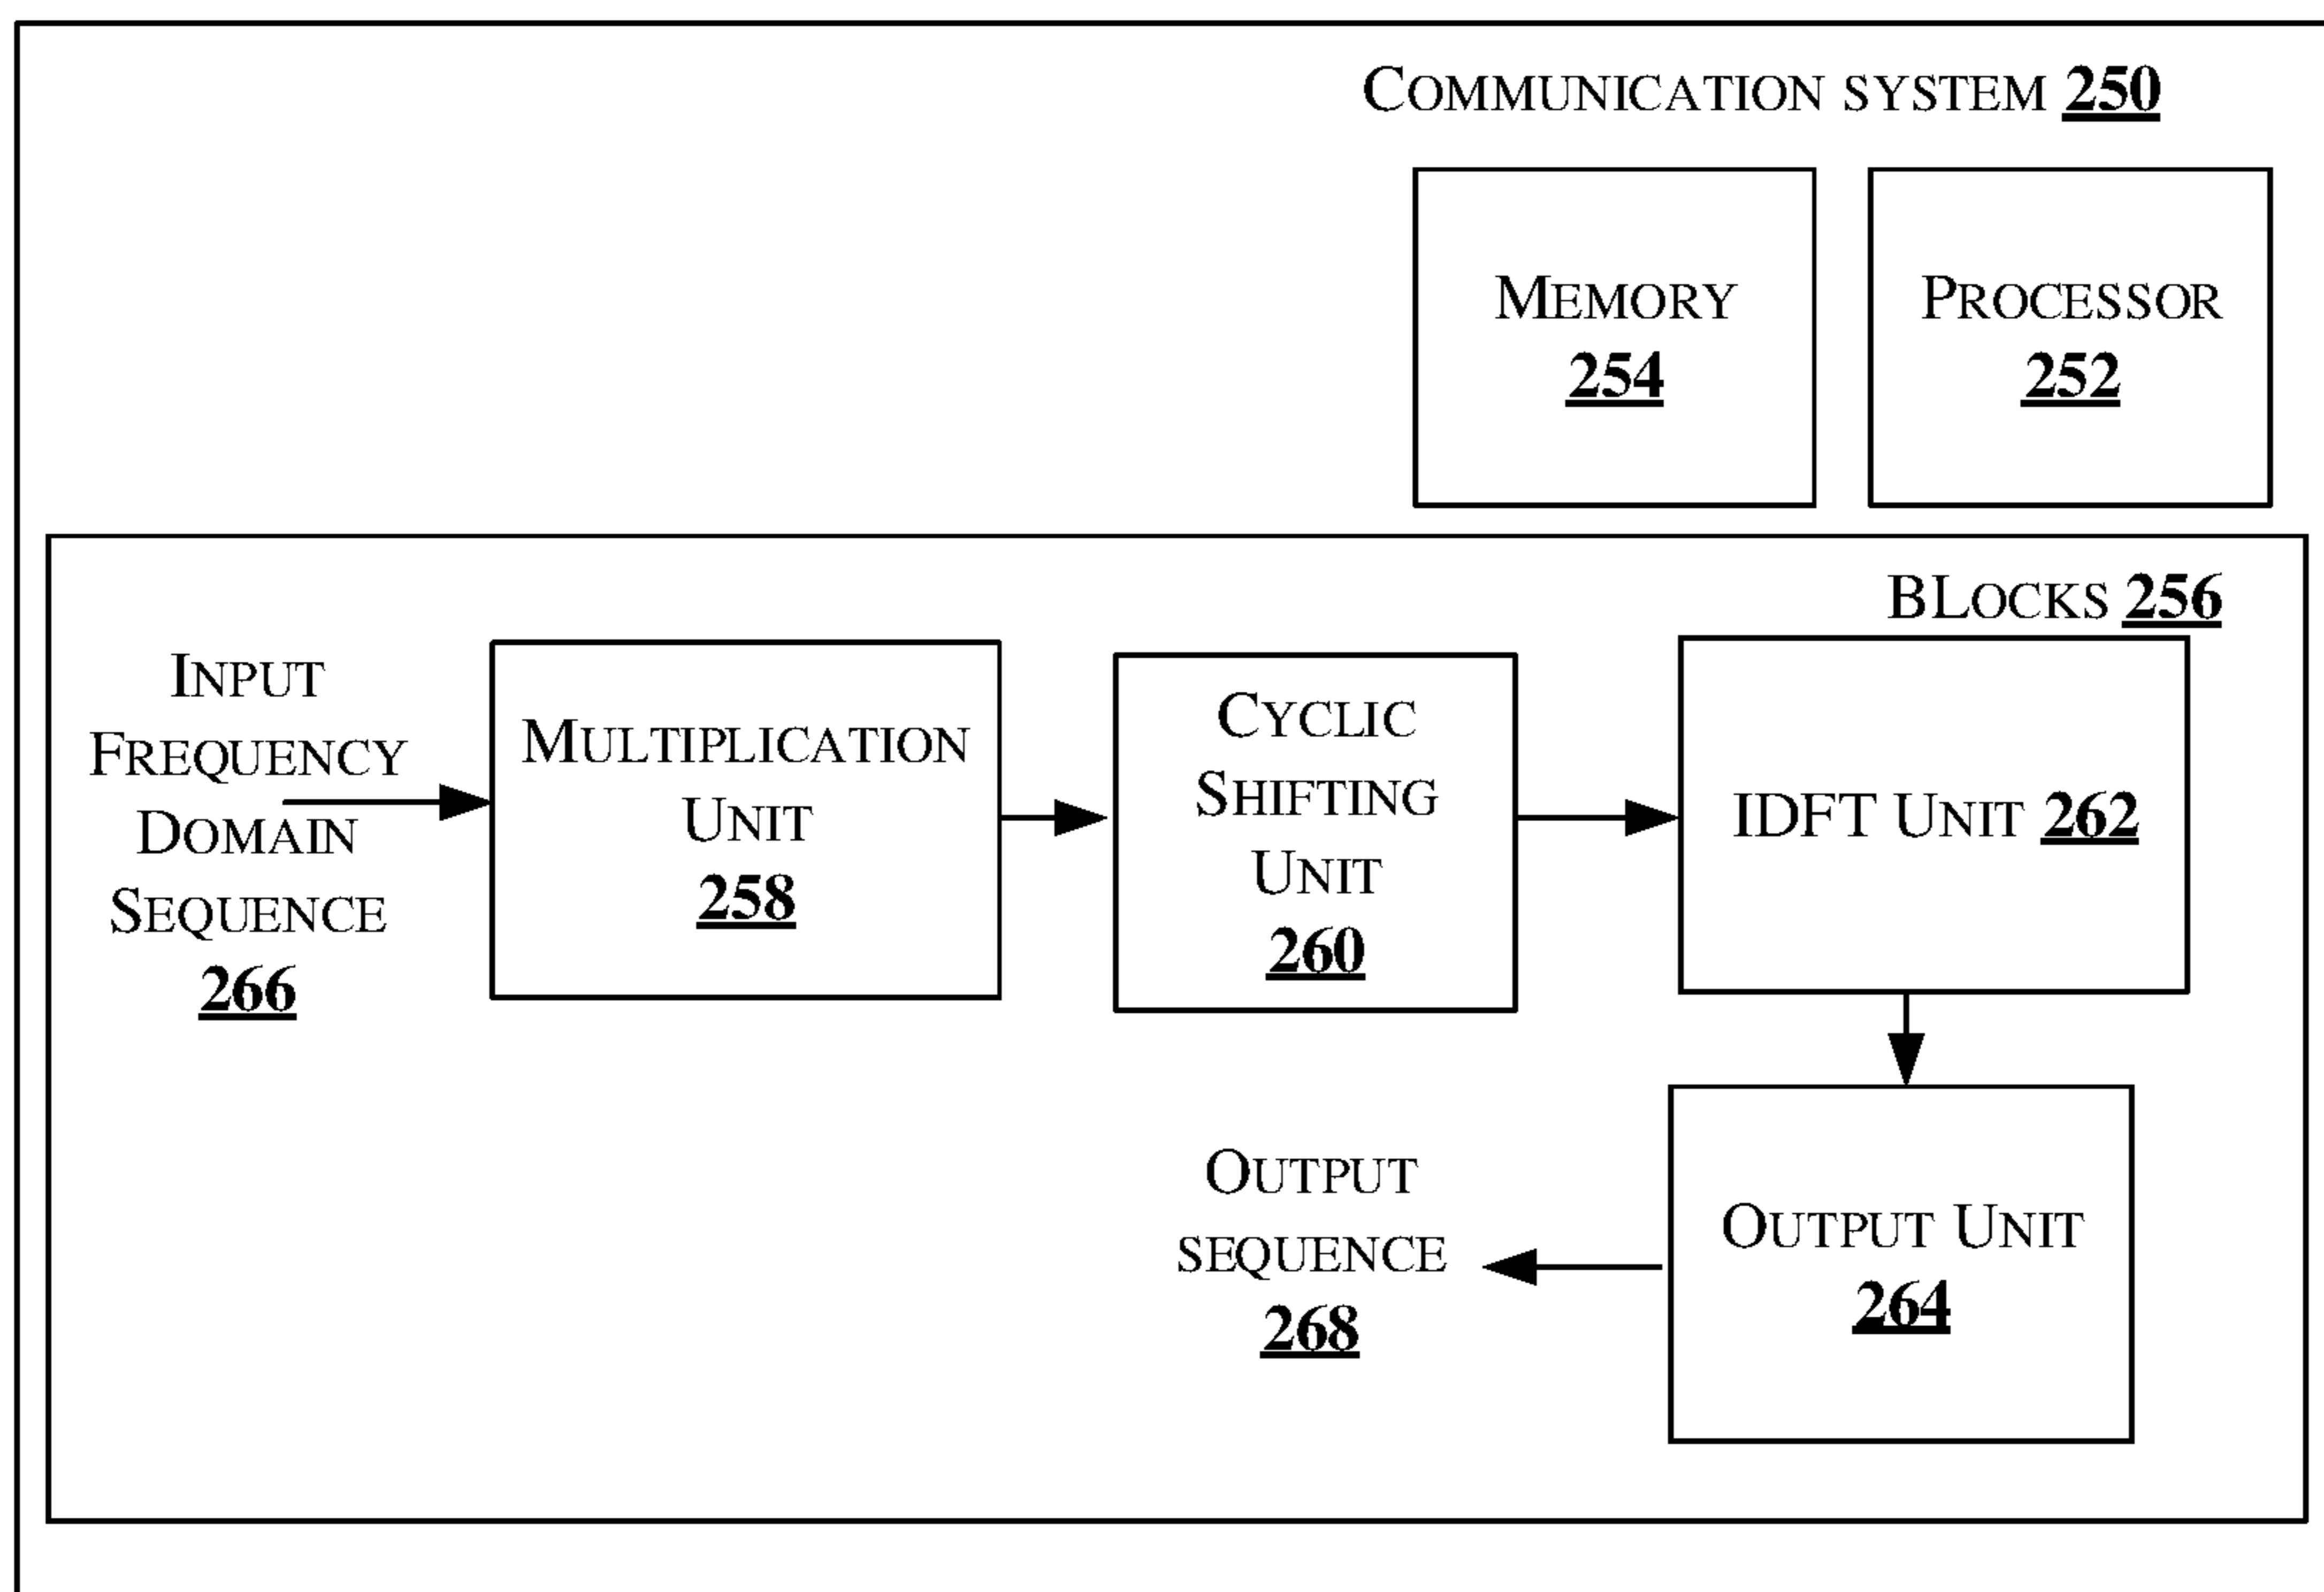 COMMUNICATION SYSTEM 250
MEMORY
254
PROCESSOR
252
BLOCKS 256
INPUT
FREQUENCY
DOMAIN
SEQUENCE
266
MULTIPLICATION
UNIT
258
CYCLIC
SHIFTING
UNIT
260
IDFT UNIT 262
OUTPUT UNIT
264
OUTPUT
SEQUENCE
268